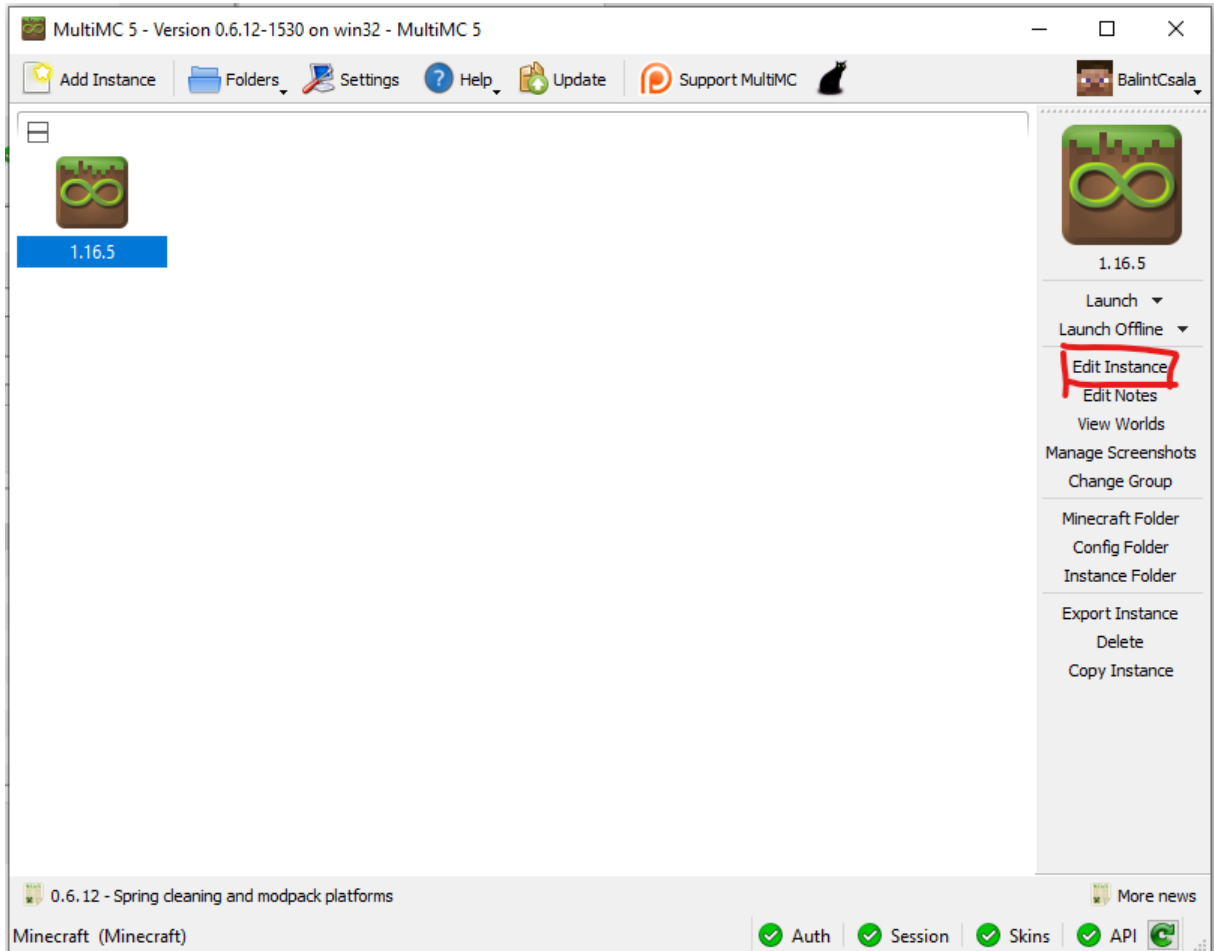 MultiMC 5 - Version 0.6.12-1530 on win32 - MultiMC 5
Add Instance Folders Settings Help Update Support MultiMC BalintCsala
1.16.5
1.16.5
Launch
Launch Offline
Edit Instance
Edit Notes
View Worlds
Manage Screenshots
Change Group
Minecraft Folder
Config Folder
Instance Folder
Export Instance
Delete
Copy Instance
0.6.12 - Spring cleaning and modpack platforms More news
Minecraft (Minecraft) Auth Session Skins API